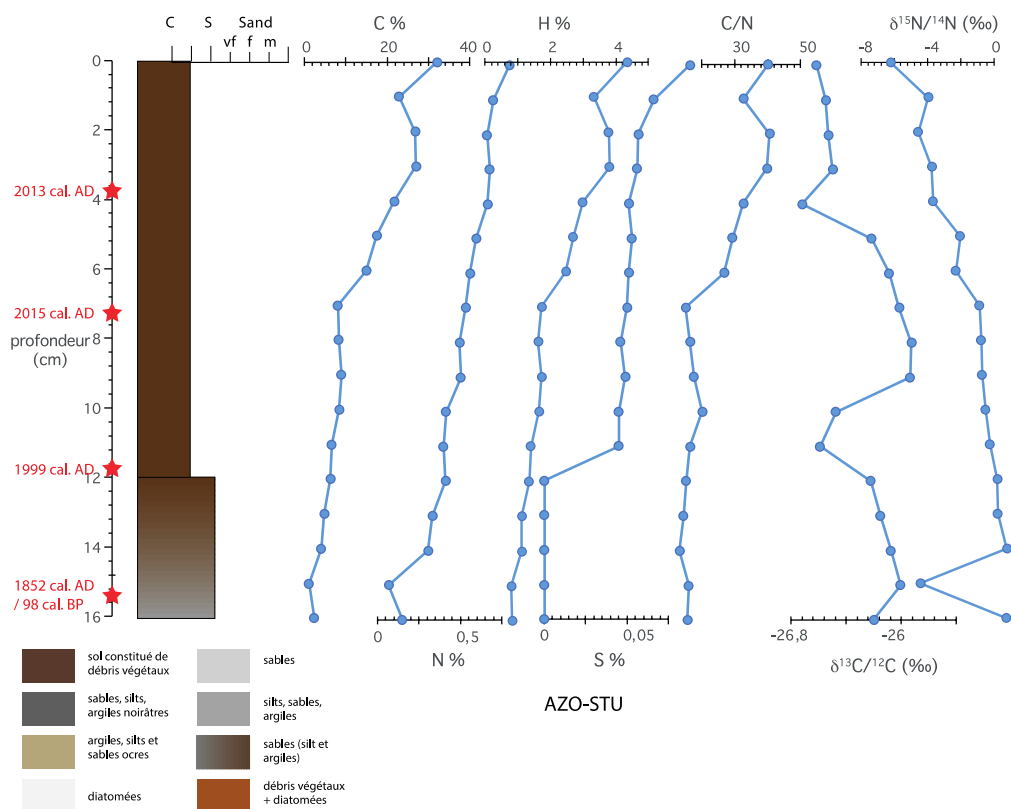 C S Sand
vf f m
C % H % C/N δ¹⁵N/¹⁴N (‰)
0 20 40 0 2 4 30 50 -8 -4 0
0
2
2013 cal. AD
4
6
2015 cal. AD
profondeur
(cm)
8
10
1999 cal. AD
12
14
1852 cal. AD
/ 98 cal. BP
16
0 0,5 0 0,05 -26,8 -26
N % S % δ¹³C/¹²C (‰)
AZO-STU
sol constitué de
débris végétaux
sables
sables, silts,
argiles noirâtres
silts, sables,
argiles
argiles, silts et
sables ocres
sables (silt et
argiles)
diatomées
débris végétaux
+ diatomées